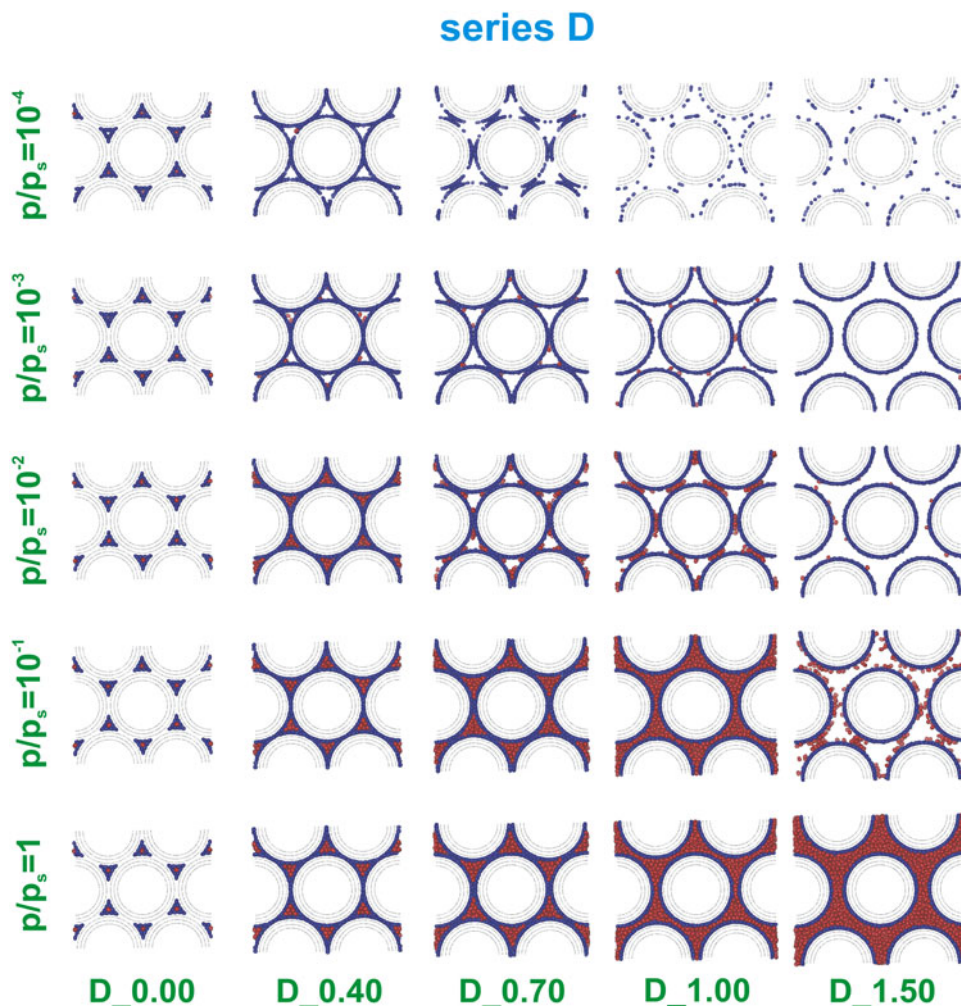 series D
p/pₛ=10⁻⁴
p/pₛ=10⁻³
p/pₛ=10⁻²
p/pₛ=10⁻¹
p/pₛ=1
D_0.00 D_0.40 D_0.70 D_1.00 D_1.50